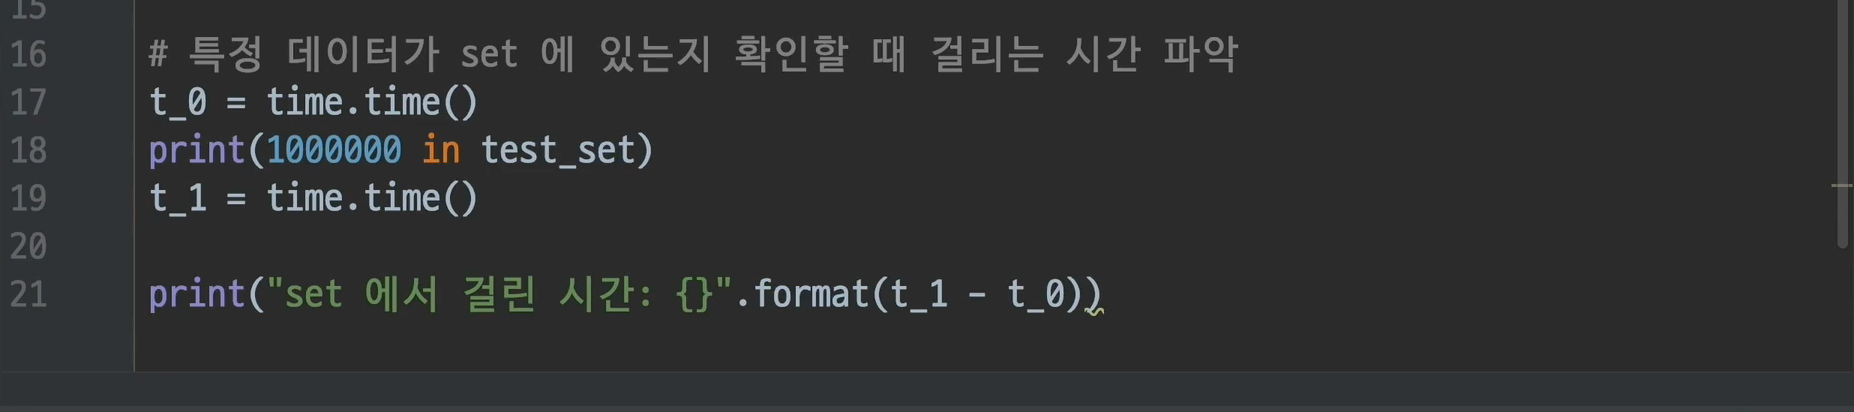 15
16 # 특정 데이터가 set 에 있는지 확인할 때 걸리는 시간 파악
17 t_0 = time.time()
18 print(1000000 in test_set)
19 t_1 = time.time()
20
21 print("set 에서 걸린 시간: {}".format(t_1 - t_0))